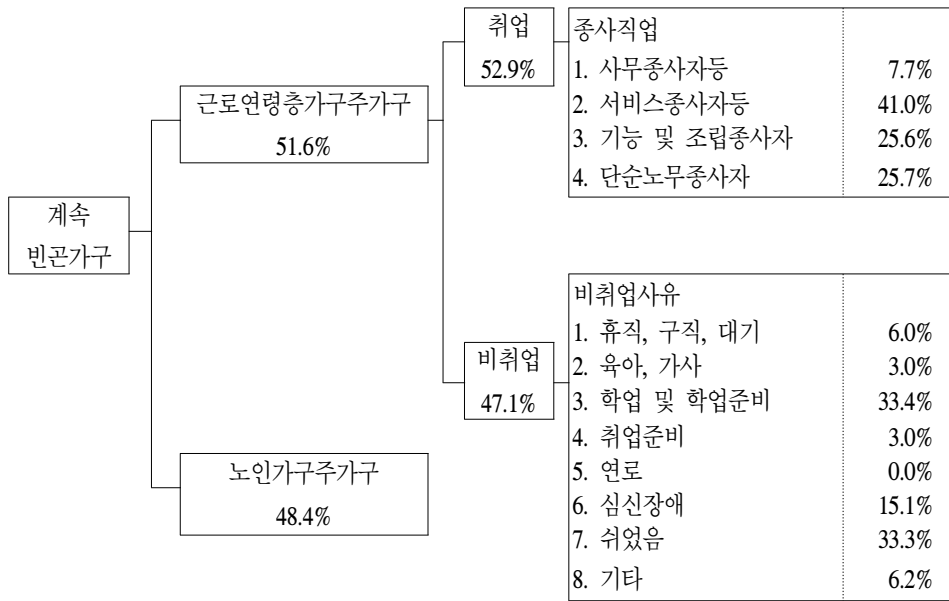 계속
빈곤가구
근로연령층가구주가구
51.6%
노인가구주가구
48.4%
취업
52.9%
종사직업
1. 사무종사자등 7.7%
2. 서비스종사자등 41.0%
3. 기능 및 조립종사자 25.6%
4. 단순노무종사자 25.7%
비취업
47.1%
비취업사유
1. 휴직, 구직, 대기 6.0%
2. 육아, 가사 3.0%
3. 학업 및 학업준비 33.4%
4. 취업준비 3.0%
5. 연로 0.0%
6. 심신장애 15.1%
7. 쉬었음 33.3%
8. 기타 6.2%